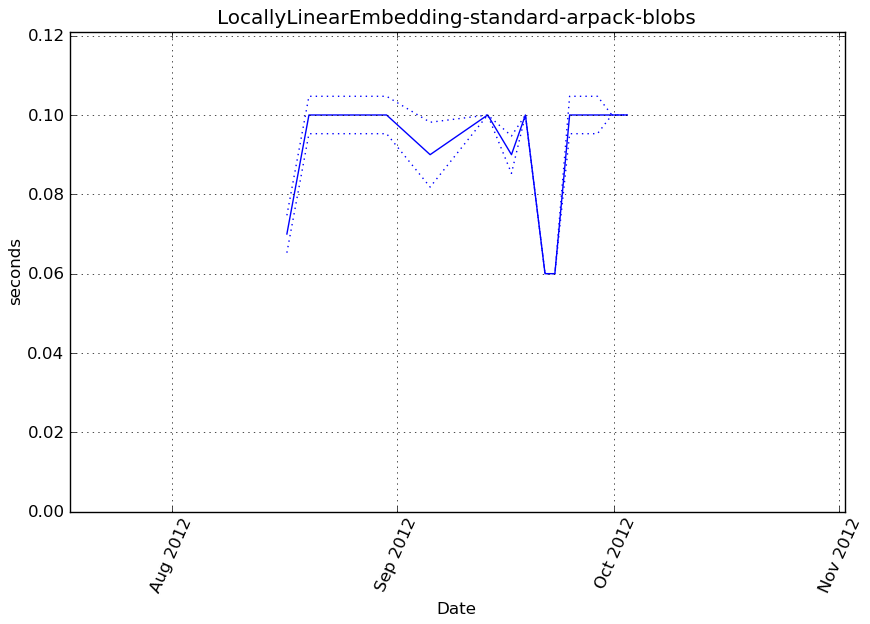 LocallyLinearEmbedding-standard-arpack-blobs
0.12
0.10
0.08
0.06
0.04
0.02
0.00
seconds
Aug 2012
Sep 2012
Oct 2012
Nov 2012
Date